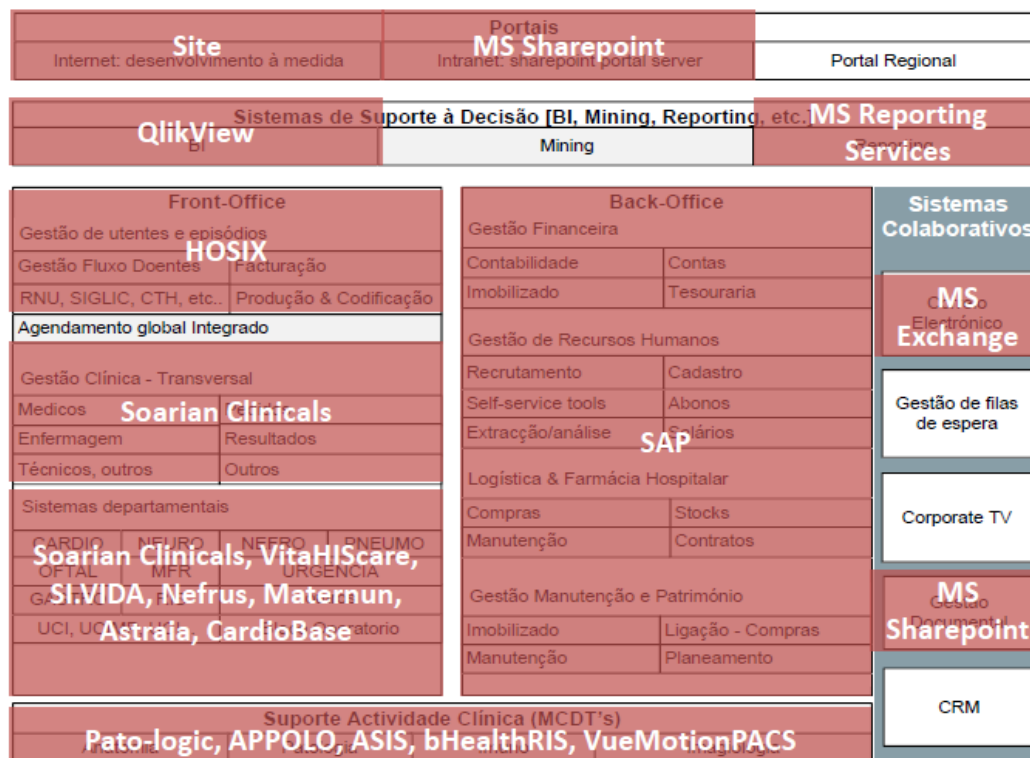 Portais
Site
MS Sharepoint
Internet: desenvolvimento à medida
Intranet: sharepoint portal server
Portal Regional
Sistemas de Suporte à Decisão [BI, Mining, Reporting, etc.]
QlikView
MS Reporting Services
BI
Mining
Reporting
Front-Office
Gestão de utentes e episódios
HOSIX
Gestão Fluxo Doentes
Facturação
RNU, SIGLIC, CTH, etc..
Produção & Codificação
Agendamento global Integrado
Gestão Clínica - Transversal
Soarian Clinicals
Medicos
Enfermagem
Resultados
Técnicos, outros
Outros
Sistemas departamentais
CARDIO
NEURO
NEFRO
PNEUMO
Soarian Clinicals, VitaHIScare,
OFTAL
MFR
URGENCIA
SI.VIDA, Nefrus, Maternun,
Astraia, CardioBase
Back-Office
Gestão Financeira
Contabilidade
Contas
Imobilizado
Tesouraria
Gestão de Recursos Humanos
Recrutamento
Cadastro
Self-service tools
Abonos
Extracção/análise
Salários
SAP
Logística & Farmácia Hospitalar
Compras
Stocks
Manutenção
Contratos
Gestão Manutenção e Património
Imobilizado
Ligação - Compras
Manutenção
Planeamento
Sistemas
Colaborativos
MS
Exchange
Electrónico
Gestão de filas
de espera
Corporate TV
MS
Sharepoint
Gestão
Documental
CRM
Suporte Actividade Clínica (MCDT's)
Pato-logic, APPOLO, ASIS, bHealthRIS, VueMotionPACS
Anatomia
Patologia
Imagiologia